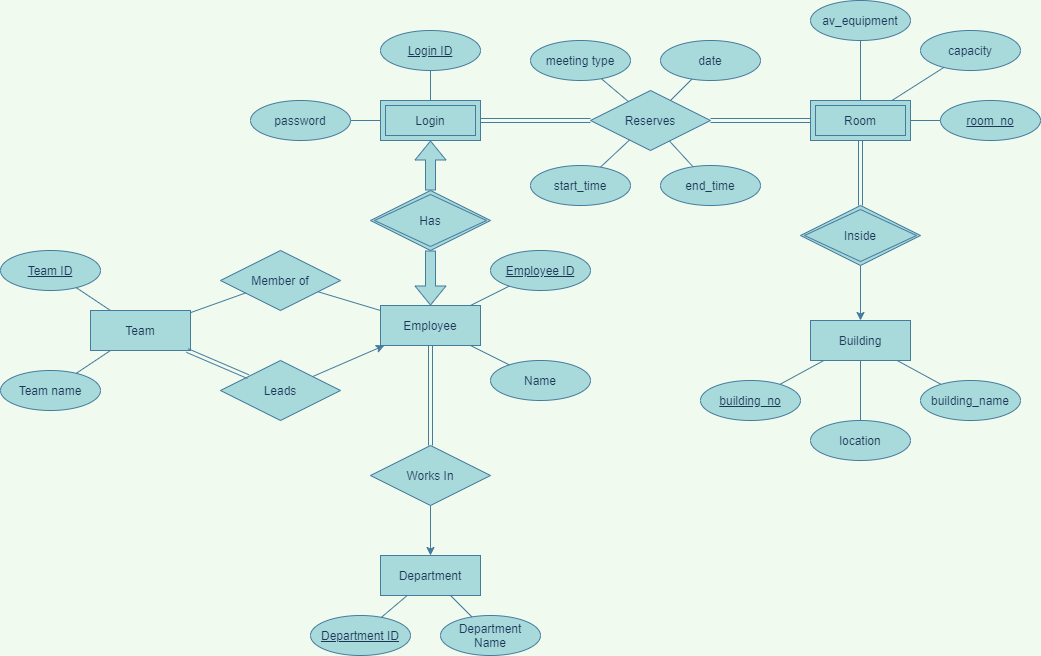 av_equipment
Login ID
meeting type
date
capacity
password
Login
Reserves
Room
room_no
start_time
end_time
Has
Inside
Team ID
Member of
Employee ID
Team
Employee
Building
Team name
Leads
Name
building_no
building_name
location
Works In
Department
Department ID
Department
Name